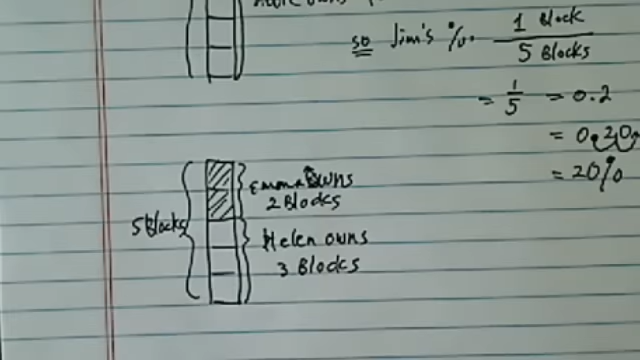 so Jim's %. 1 Block
5 Blocks
= 1/5 = 0.2
= 0.20
= 20%
5 Blocks
Emma owns
2 Blocks
Helen owns
3 Blocks